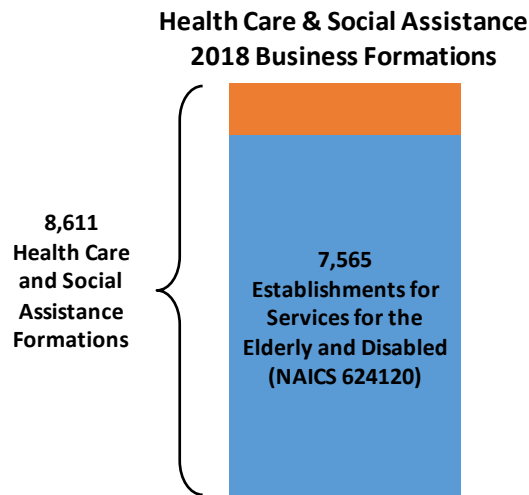 Health Care & Social Assistance
2018 Business Formations
8,611
Health Care
and Social
Assistance
Formations
7,565
Establishments for
Services for the
Elderly and Disabled
(NAICS 624120)